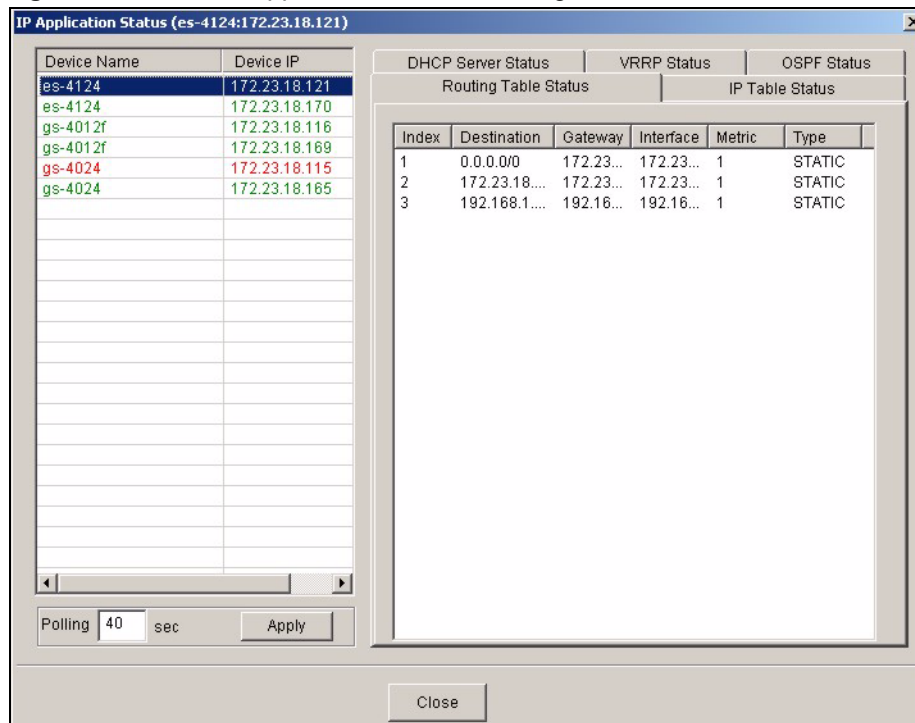 IP Application Status (es-4124:172.23.18.121)
Device Name Device IP
es-4124 172.23.18.121
es-4124 172.23.18.170
gs-4012f 172.23.18.116
gs-4012f 172.23.18.169
gs-4024 172.23.18.115
gs-4024 172.23.18.165
Polling 40 sec Apply
DHCP Server Status VRRP Status OSPF Status
Routing Table Status IP Table Status
Index Destination Gateway Interface Metric Type
1 0.0.0.0/0 172.23... 172.23... 1 STATIC
2 172.23.18.... 172.23... 172.23... 1 STATIC
3 192.168.1.... 192.16... 192.16... 1 STATIC
Close